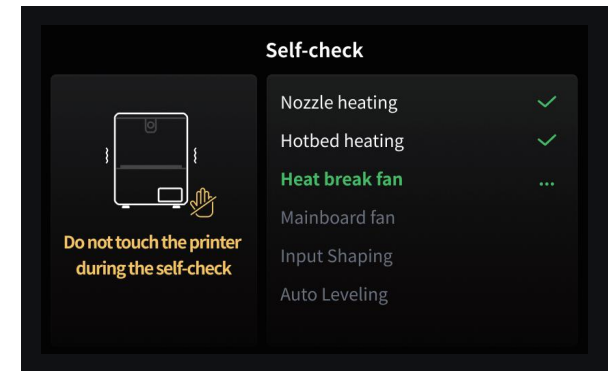 Self-check
Do not touch the printer
during the self-check
Nozzle heating
Hotbed heating
Heat break fan ...
Mainboard fan
Input Shaping
Auto Leveling